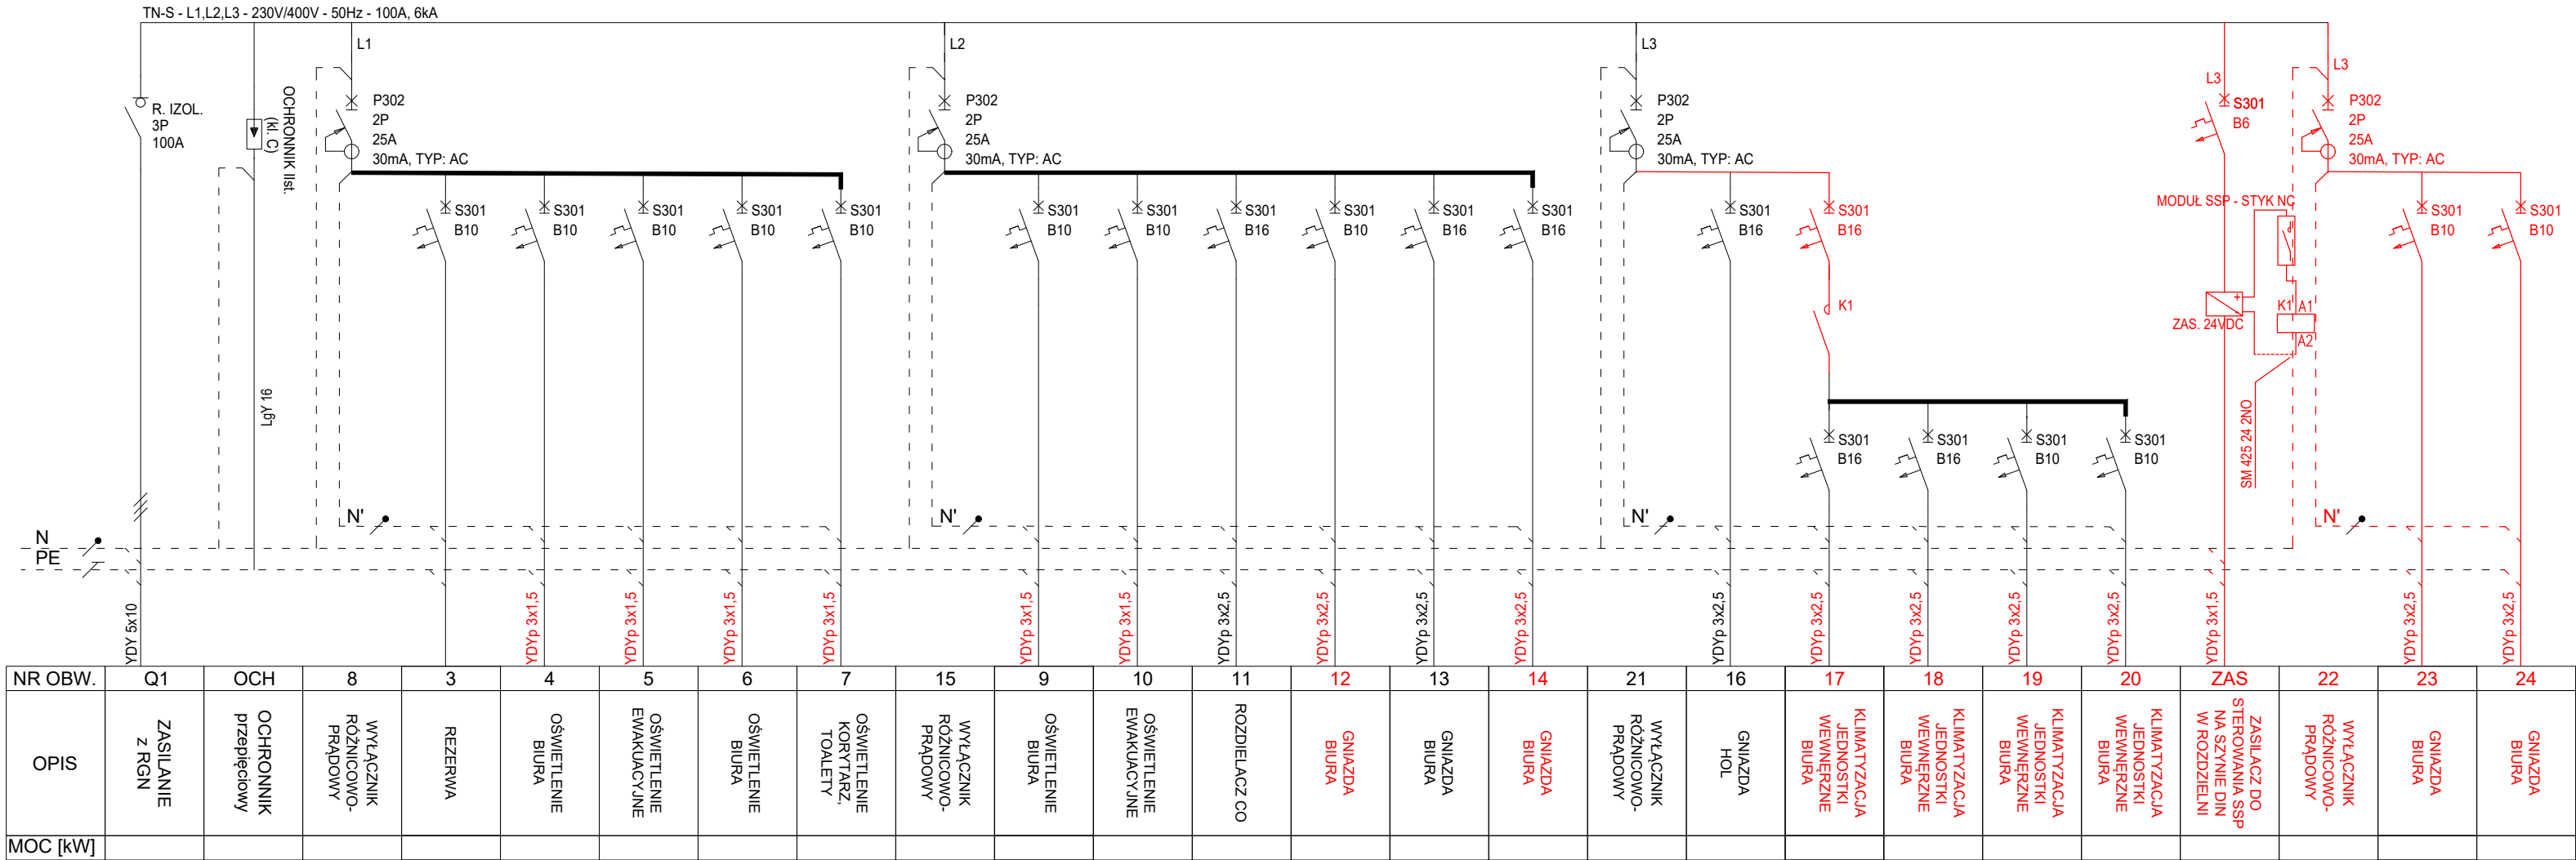 TN-S - L1,L2,L3 - 230V/400V - 50Hz - 100A, 6kA
R. IZOL.
3P
100A
OCHRONNIK IIst.
(kl. C)
LgY 16
L1
P302
2P
25A
30mA, TYP: AC
S301
B10
S301
B10
S301
B10
S301
B10
S301
B10
L2
P302
2P
25A
30mA, TYP: AC
S301
B10
S301
B10
S301
B16
S301
B10
S301
B16
S301
B16
L3
P302
2P
25A
30mA, TYP: AC
S301
B16
S301
B16
K1
S301
B16
S301
B16
S301
B10
S301
B10
L3
S301
B6
MODUŁ SSP - STYK NC
ZAS. 24VDC
K1
A1
A2
SM 425 24 2NO
L3
P302
2P
25A
30mA, TYP: AC
S301
B10
S301
B10
N'
N'
N'
N'
N
PE
YDY 5x10
YDYp 3x1,5
YDYp 3x1,5
YDYp 3x1,5
YDYp 3x1,5
YDYp 3x1,5
YDYp 3x1,5
YDYp 3x2,5
YDYp 3x2,5
YDYp 3x2,5
YDYp 3x2,5
YDYp 3x2,5
YDYp 3x2,5
YDYp 3x2,5
YDYp 3x2,5
YDYp 3x2,5
YDYp 3x1,5
YDYp 3x2,5
YDYp 3x2,5
NR OBW. Q1 OCH 8 3 4 5 6 7 15 9 10 11 12 13 14 21 16 17 18 19 20 ZAS 22 23 24
OPIS
ZASILANIE
z RGN
OCHRONNIK
przepięciowy
WYŁĄCZNIK
RÓŻNICOWO-
PRĄDOWY
REZERWA
OŚWIETLENIE
BIURA
OŚWIETLENIE
EWAKUACYJNE
OŚWIETLENIE
BIURA
OŚWIETLENIE
KORYTARZ,
TOALETY
WYŁĄCZNIK
RÓŻNICOWO-
PRĄDOWY
OŚWIETLENIE
BIURA
OŚWIETLENIE
EWAKUACYJNE
ROZDIELACZ CO
GNIAZDA
BIURA
GNIAZDA
BIURA
GNIAZDA
BIURA
WYŁĄCZNIK
RÓŻNICOWO-
PRĄDOWY
GNIAZDA
HOL
KLIMATYZACJA
JEDNOSTKI
WEWNĘRZNE
BIURA
KLIMATYZACJA
JEDNOSTKI
WEWNĘRZNE
BIURA
KLIMATYZACJA
JEDNOSTKI
WEWNĘRZNE
BIURA
KLIMATYZACJA
JEDNOSTKI
WEWNĘRZNE
BIURA
ZASILACZ DO
STEROWANIA SSP
NA SZYNIE DIN
W ROZDZIELNI
WYŁĄCZNIK
RÓŻNICOWO-
PRĄDOWY
GNIAZDA
BIURA
GNIAZDA
BIURA
MOC [kW]